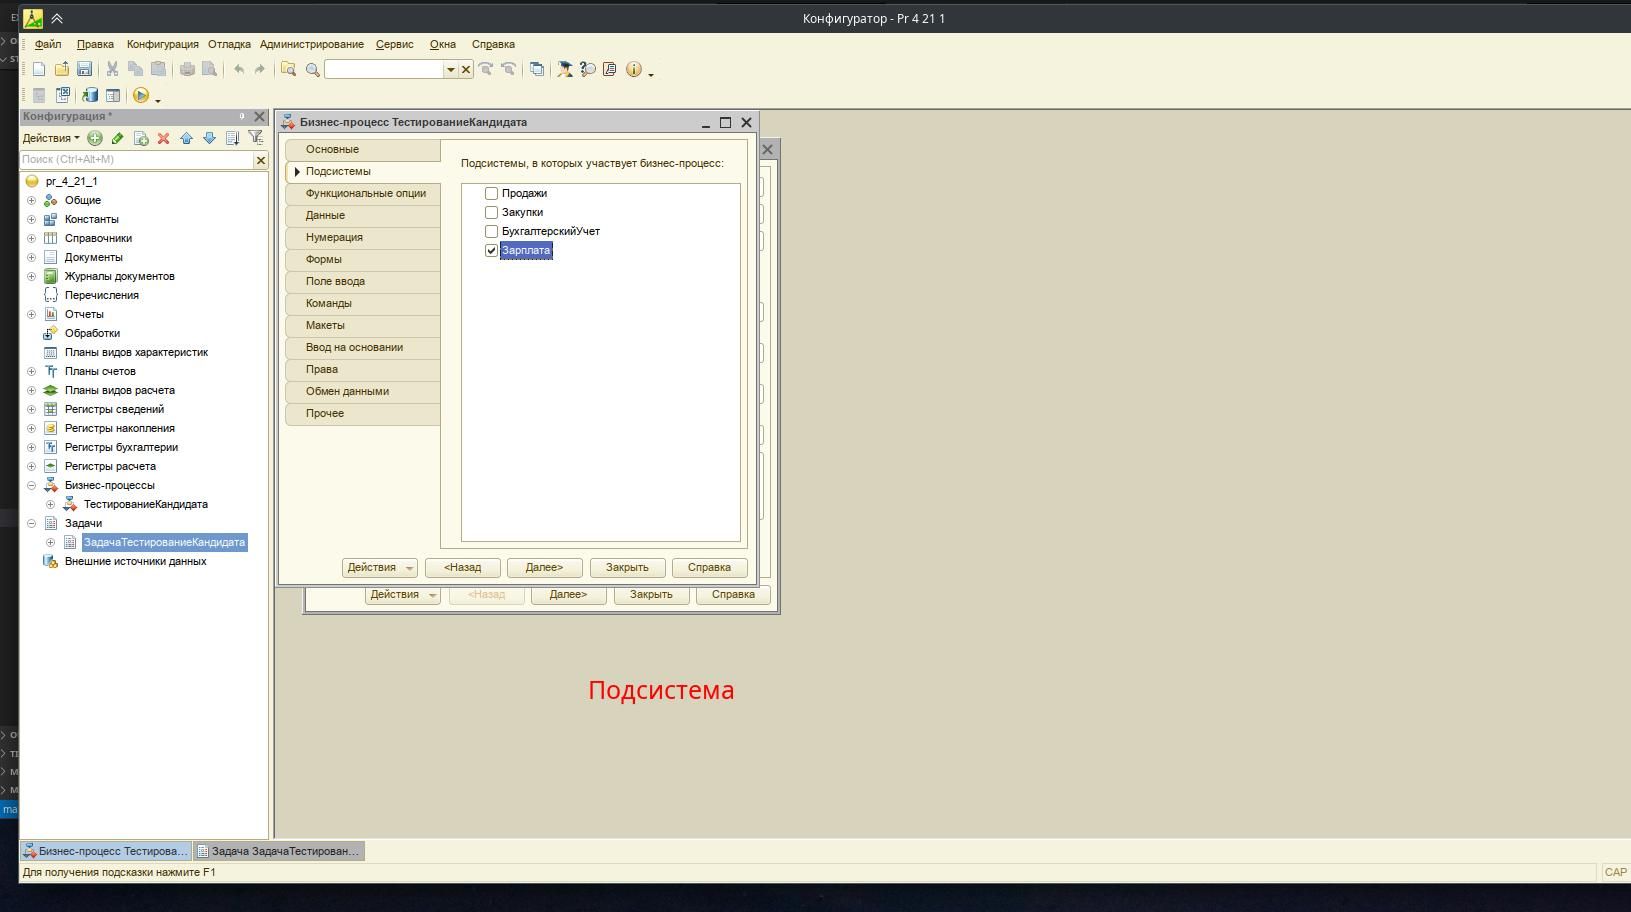 Конфигуратор - Pr 4 21 1
Файл Правка Конфигурация Отладка Администрирование Сервис Окна Справка
Конфигурация *
Действия
Поиск (Ctrl+Alt+M)
pr_4_21_1
Общие
Константы
Справочники
Документы
Журналы документов
Перечисления
Отчеты
Обработки
Планы видов характеристик
Планы счетов
Планы видов расчета
Регистры сведений
Регистры накопления
Регистры бухгалтерии
Регистры расчета
Бизнес-процессы
ТестированиеКандидата
Задачи
ЗадачаТестированиеКандидата
Внешние источники данных
Бизнес-процесс ТестированиеКандидата
Основные
Подсистемы
Функциональные опции
Данные
Нумерация
Формы
Поле ввода
Команды
Макеты
Ввод на основании
Права
Обмен данными
Прочее
Подсистемы, в которых участвует бизнес-процесс:
Продажи
Закупки
БухгалтерскийУчет
Зарплата
Действия <Назад Далее> Закрыть Справка
Действия <Назад Далее> Закрыть Справка
Подсистема
Бизнес-процесс Тестирова... Задача ЗадачаТестирован...
Для получения подсказки нажмите F1
CAP